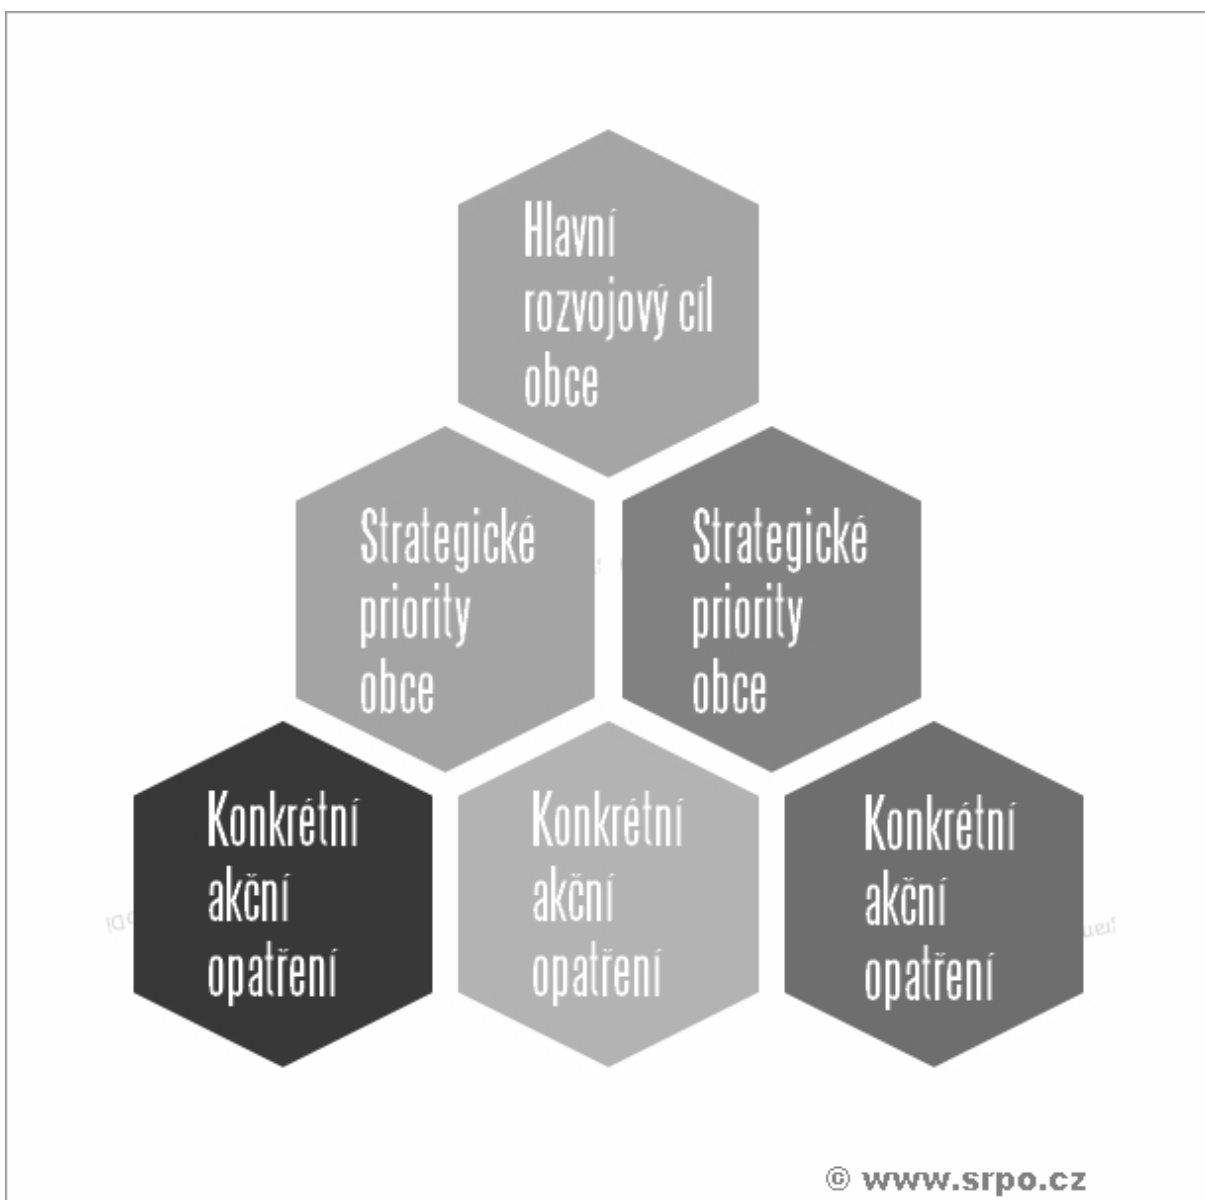 Hlavní
rozvojový cíl
obce
Strategické
priority
obce
Strategické
priority
obce
Konkrétní
akční
opatření
Konkrétní
akční
opatření
Konkrétní
akční
opatření
© www.srpo.cz